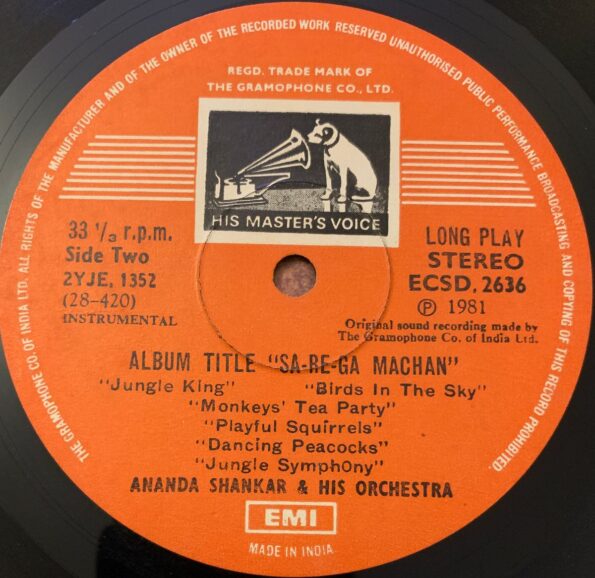 ALL RIGHTS OF THE MANUFACTURER AND OF THE OWNER OF THE RECORDED WORK RESERVED UNAUTHORISED PUBLIC PERFORMANCE BROADCASTING AND COPYING OF THIS RECORD PROHIBITED.
THE GRAMOPHONE CO. OF INDIA LTD.
REGD. TRADE MARK OF
THE GRAMOPHONE CO., LTD.
HIS MASTER'S VOICE
33 1/3 r.p.m.
Side Two
2YJE, 1352
(28-420)
INSTRUMENTAL
LONG PLAY
STEREO
ECSD, 2636
℗ 1981
Original sound recording made by
The Gramophone Co. of India Ltd.
ALBUM TITLE "SA-RE-GA MACHAN"
"Jungle King" "Birds In The Sky"
"Monkeys' Tea Party"
"Playful Squirrels"
"Dancing Peacocks"
"Jungle Symph0ny"
ANANDA SHANKAR & HIS ORCHESTRA
EMI
MADE IN INDIA